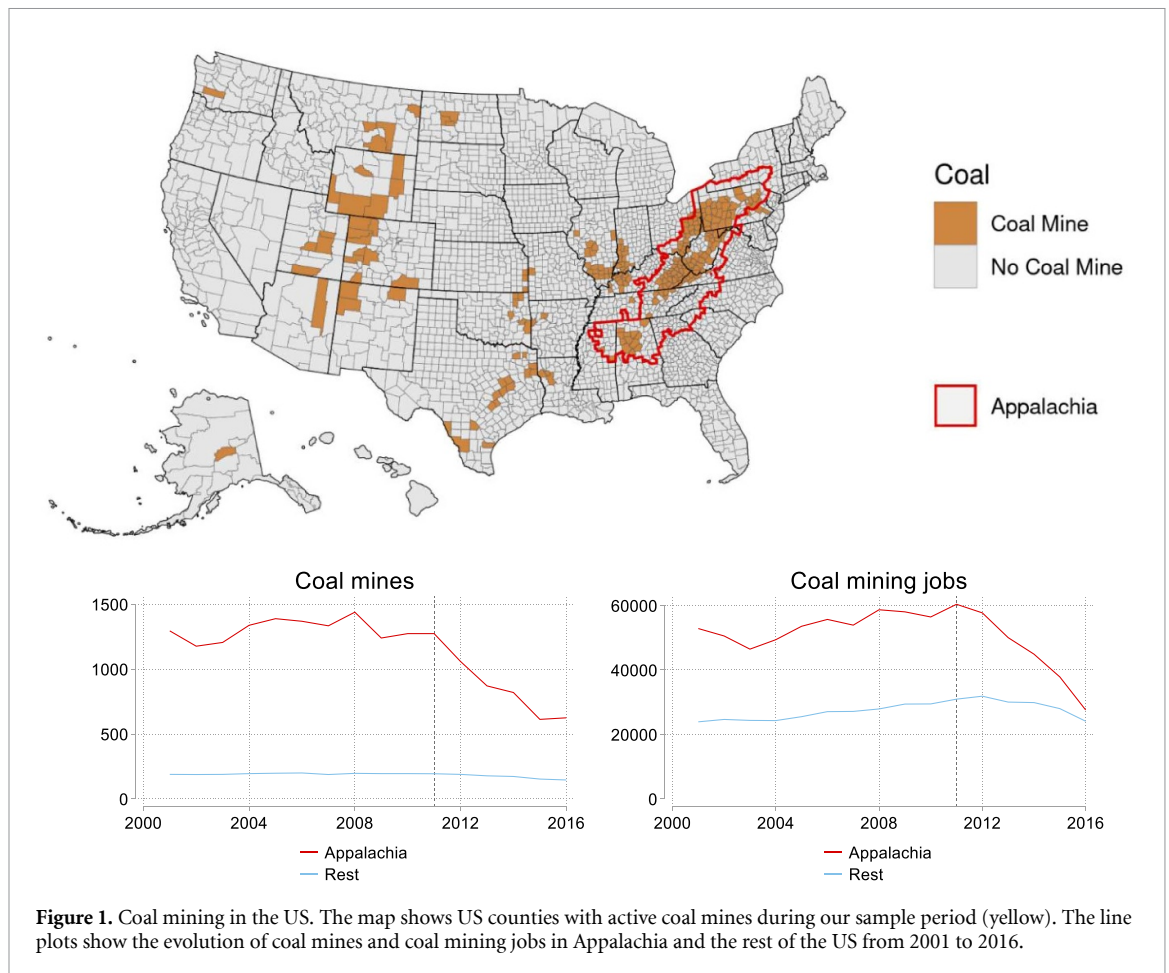 Coal
Coal Mine
No Coal Mine
Appalachia
Coal mines
1500
1000
500
0
2000 2004 2008 2012 2016
Appalachia
Rest
Coal mining jobs
60000
40000
20000
0
2000 2004 2008 2012 2016
Appalachia
Rest
Figure 1. Coal mining in the US. The map shows US counties with active coal mines during our sample period (yellow). The line
plots show the evolution of coal mines and coal mining jobs in Appalachia and the rest of the US from 2001 to 2016.